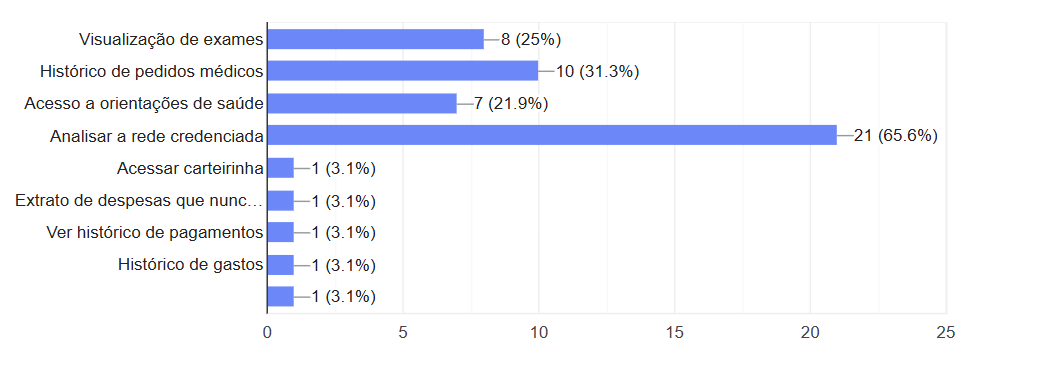 Visualização de exames 8 (25%)
Histórico de pedidos médicos 10 (31.3%)
Acesso a orientações de saúde 7 (21.9%)
Analisar a rede credenciada 21 (65.6%)
Acessar carteirinha 1 (3.1%)
Extrato de despesas que nunc… 1 (3.1%)
Ver histórico de pagamentos 1 (3.1%)
Histórico de gastos 1 (3.1%)
1 (3.1%)
0 5 10 15 20 25